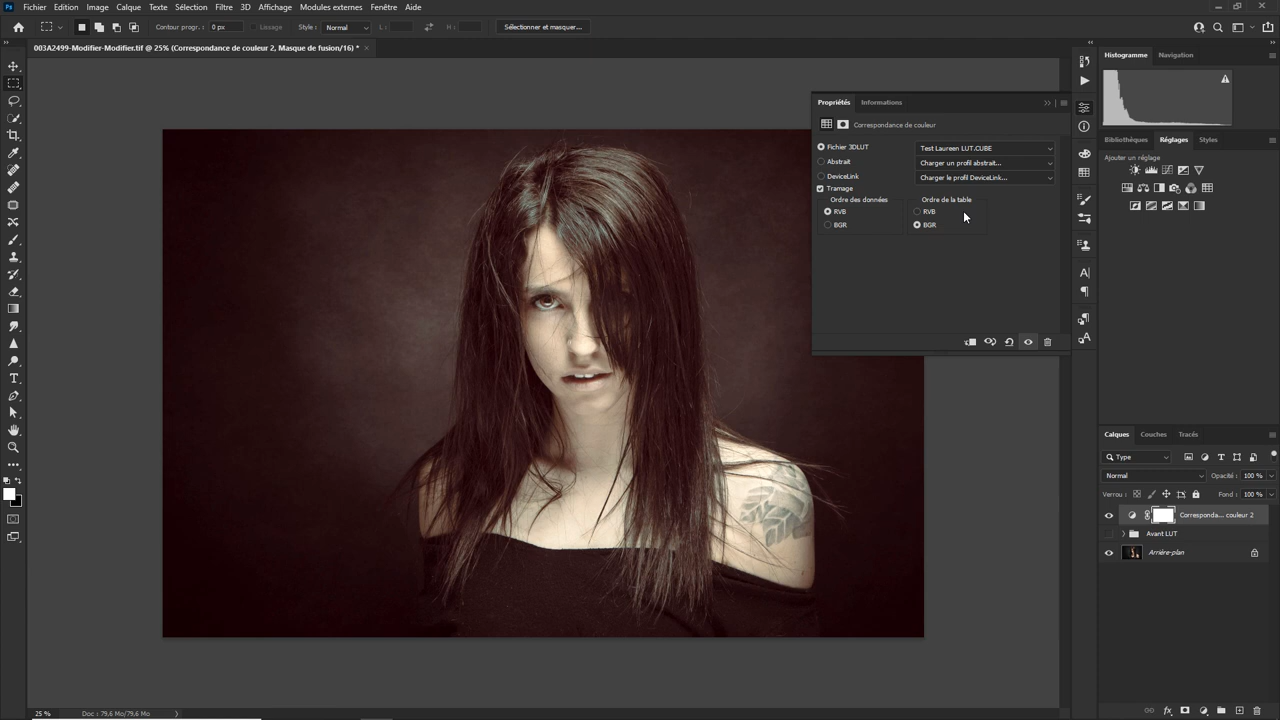 Ps Fichier Edition Image Calque Texte Sélection Filtre 3D Affichage Modules externes Fenêtre Aide
Contour progr. : 0 px Lissage Style : Normal L. : H. : Sélectionner et masquer...
003A2499-Modifier-Modifier.tif @ 25% (Correspondance de couleur 2, Masque de fusion/16) *
Histogramme Navigation
Propriétés Informations
Correspondance de couleur
Fichier 3DLUT Test Laureen LUT.CUBE
Abstrait Charger un profil abstrait...
DeviceLink Charger le profil DeviceLink...
Tramage
Ordre des données Ordre de la table
RVB RVB
BGR BGR
Bibliothèques Réglages Styles
Ajouter un réglage
Calques Couches Tracés
Type
Normal Opacité : 100 %
Verrou : Fond : 100 %
Corresponda... couleur 2
Avant LUT
Arrière-plan
25 % Doc : 79,6 Mo/79,6 Mo